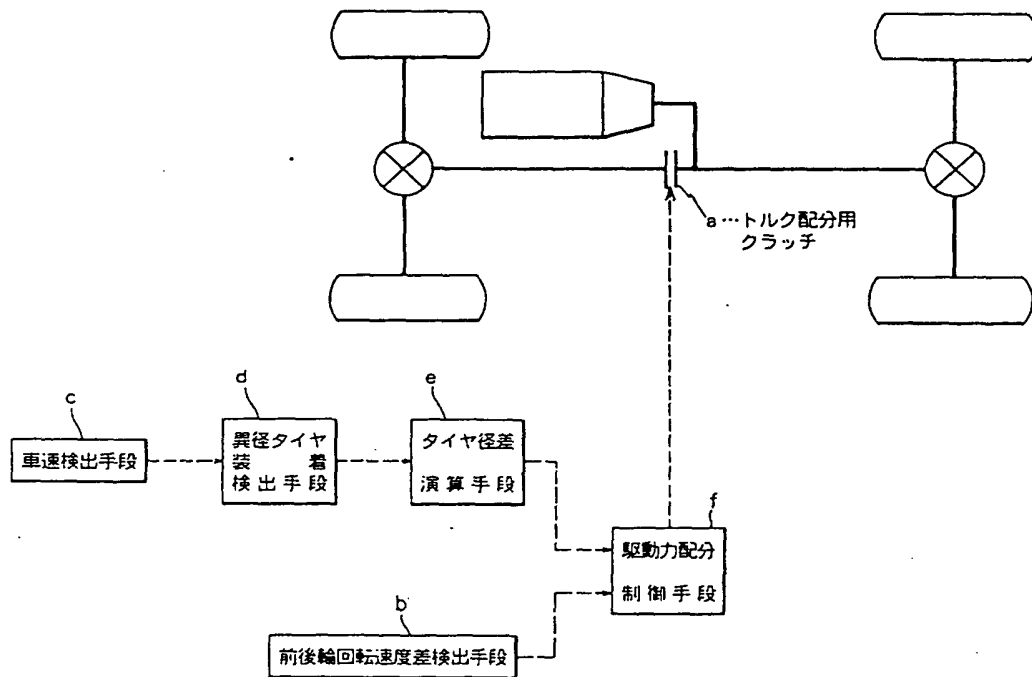 a…トルク配分用
クラッチ
c
車速検出手段
d
異径タイヤ
装着
検出手段
e
タイヤ径差
演算手段
f
駆動力配分
制御手段
b
前後輪回転速度差検出手段